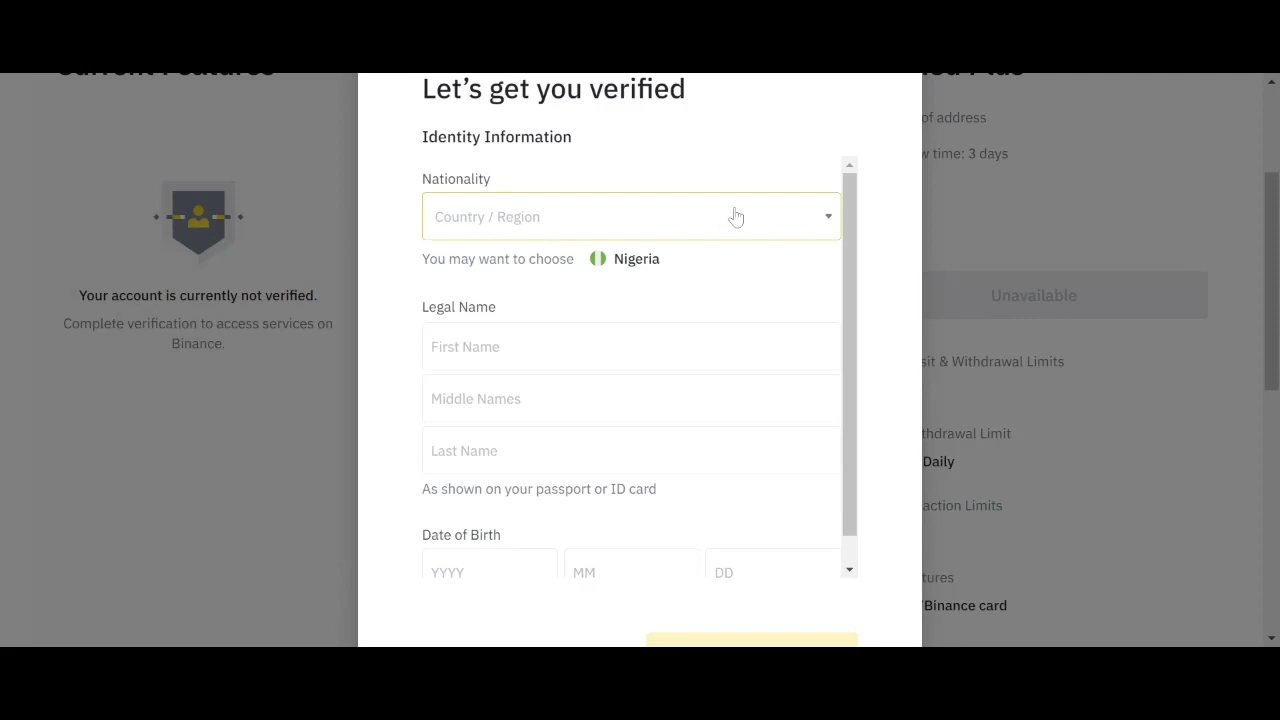 Let's get you verified
Identity Information
Nationality
Country / Region
You may want to choose Nigeria
Legal Name
First Name
Middle Names
Last Name
As shown on your passport or ID card
Date of Birth
YYYY MM DD
Your account is currently not verified.
Complete verification to access services on
Binance.
of address
time: 3 days
Unavailable
sit & Withdrawal Limits
thdrawal Limit
Daily
action Limits
tures
/Binance card